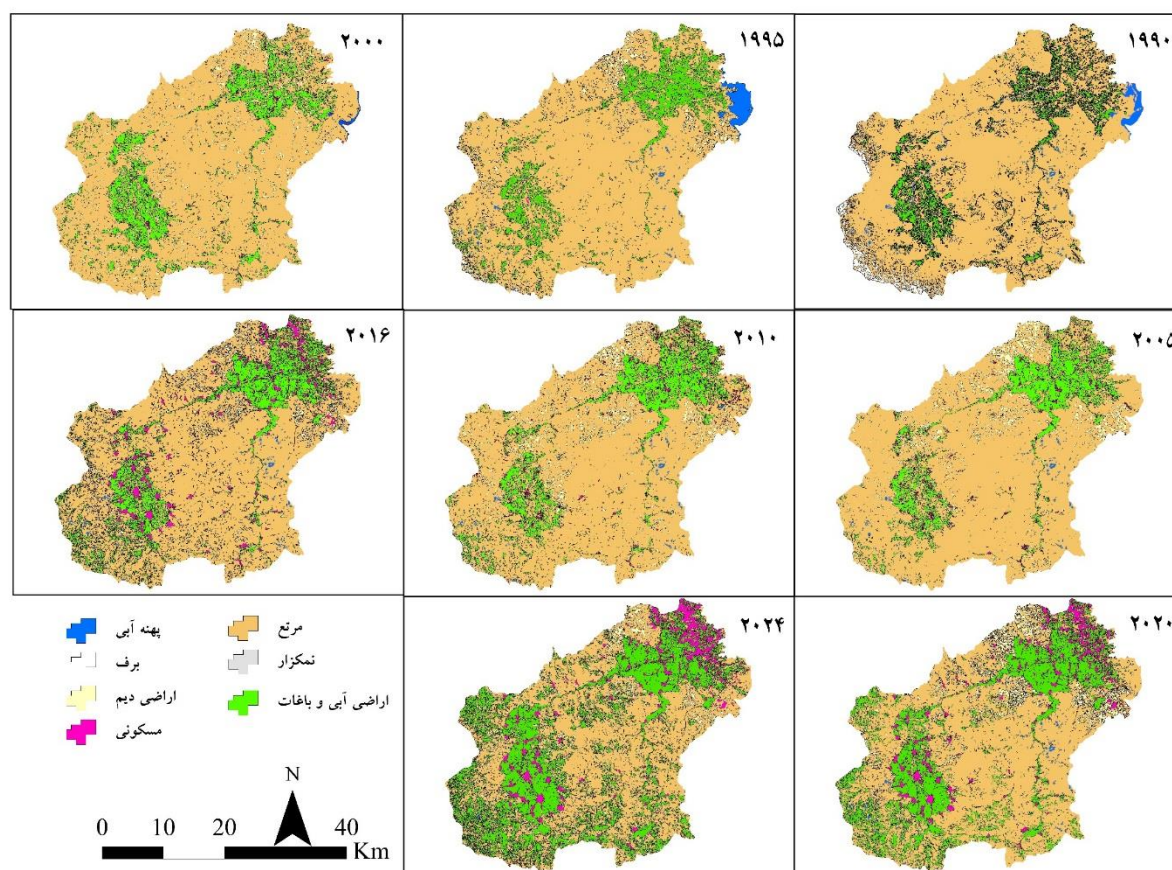 ۱۹۹۰
۱۹۹۵
۲۰۰۰
۲۰۰۵
۲۰۱۰
۲۰۱۶
۲۰۲۰
۲۰۲۴
مرتع
پهنه آبی
نمکزار
برف
اراضی آبی و باغات
اراضی دیم
مسکونی
N
0 10 20 40
Km